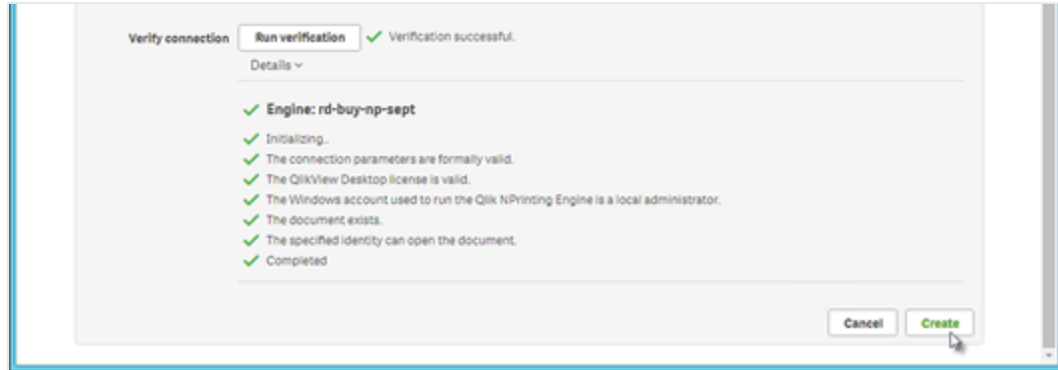 Verify connection Run verification Verification successful.
Details
Engine: rd-buy-np-sept
Initializing..
The connection parameters are formally valid.
The QlikView Desktop license is valid.
The Windows account used to run the Qlik NPrinting Engine is a local administrator.
The document exists.
The specified identity can open the document.
Completed
Cancel Create